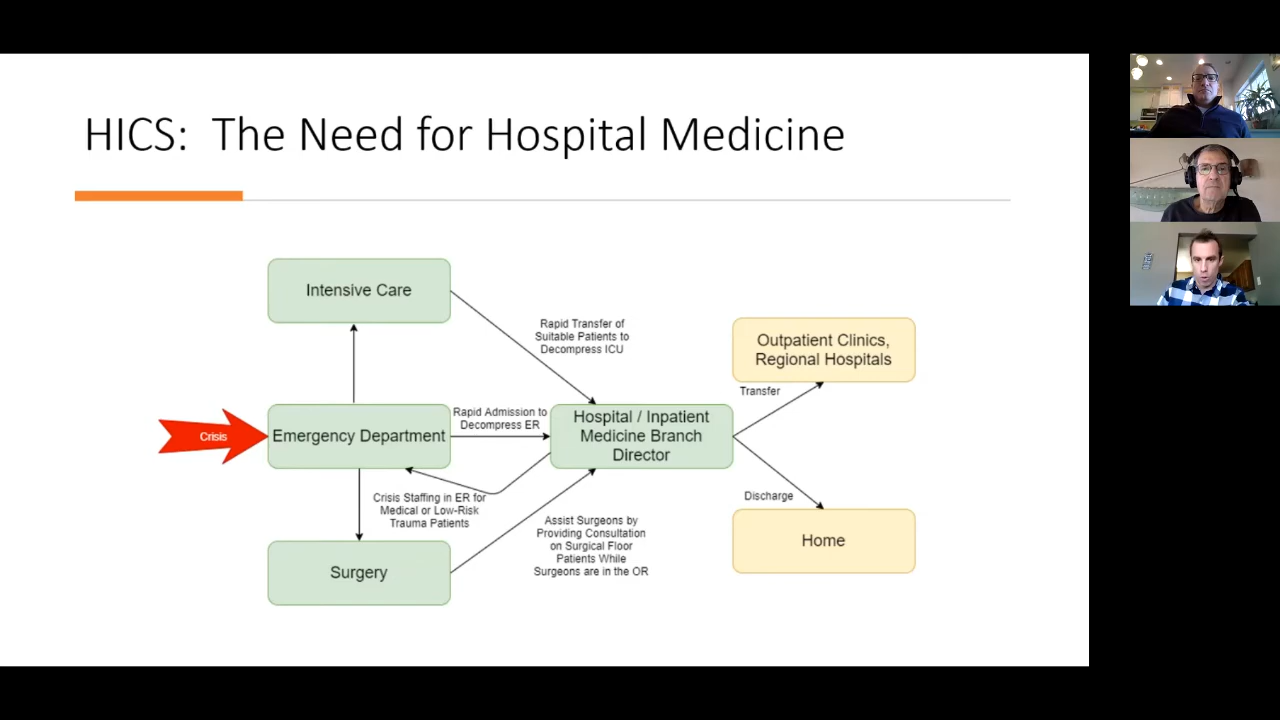 HICS: The Need for Hospital Medicine
Intensive Care
Rapid Transfer of
Suitable Patients to
Decompress ICU
Outpatient Clinics,
Regional Hospitals
Transfer
Crisis
Emergency Department
Rapid Admission to
Decompress ER
Hospital / Inpatient
Medicine Branch
Director
Crisis Staffing in ER for
Medical or Low-Risk
Trauma Patients
Discharge
Assist Surgeons by
Providing Consultation
on Surgical Floor
Patients While
Surgeons are in the OR
Surgery
Home